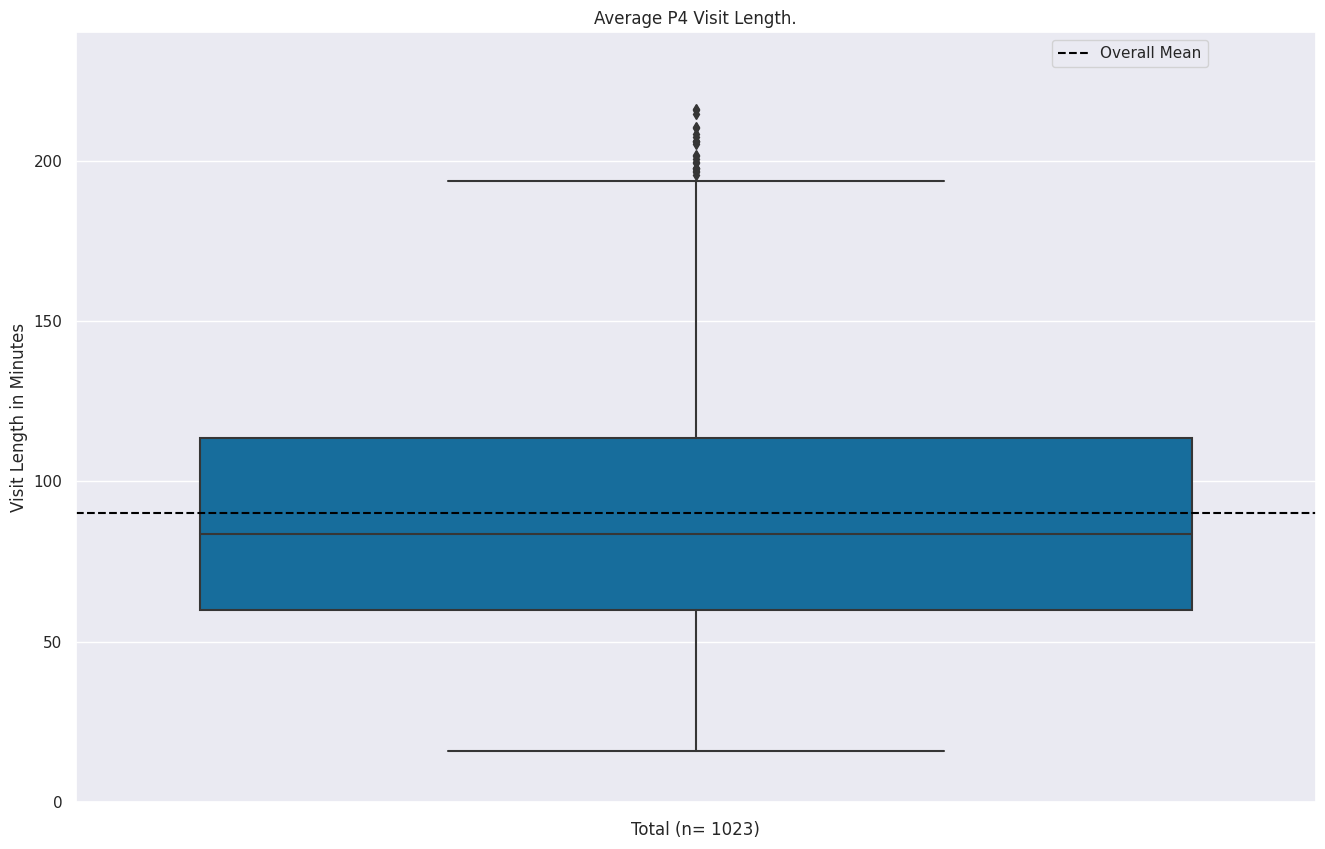 Average P4 Visit Length.
Overall Mean
Visit Length in Minutes
200
150
100
50
0
Total (n= 1023)